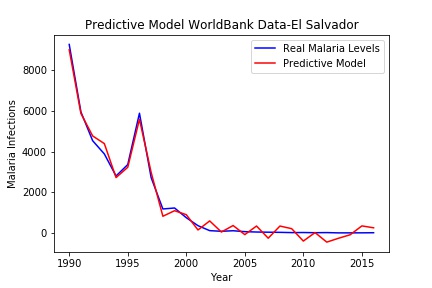 Predictive Model WorldBank Data-El Salvador
Real Malaria Levels
Predictive Model
Malaria Infections
8000
6000
4000
2000
0
1990 1995 2000 2005 2010 2015
Year